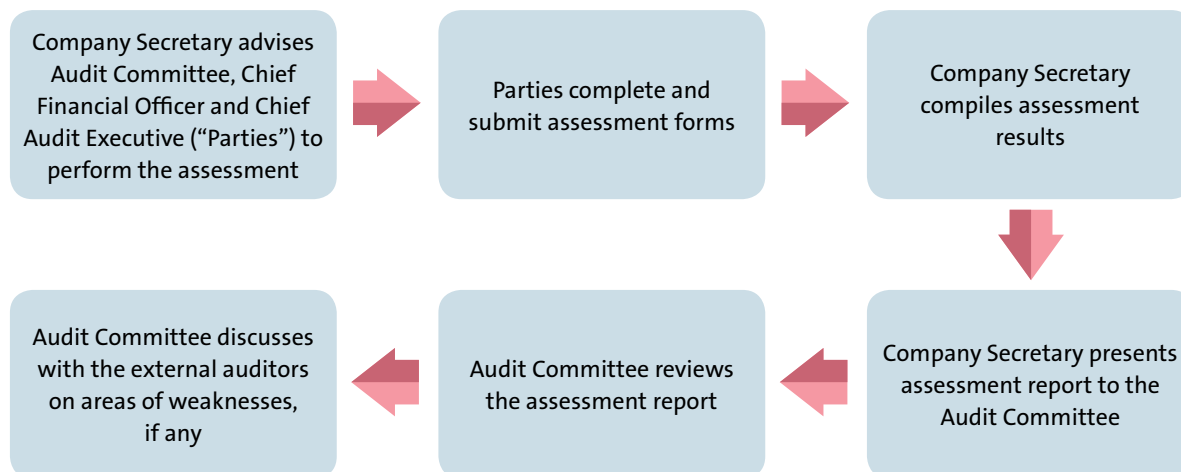 Company Secretary advises
Audit Committee, Chief
Financial Officer and Chief
Audit Executive (“Parties”) to
perform the assessment
Parties complete and
submit assessment forms
Company Secretary
compiles assessment
results
Company Secretary presents
assessment report to the
Audit Committee
Audit Committee reviews
the assessment report
Audit Committee discusses
with the external auditors
on areas of weaknesses,
if any